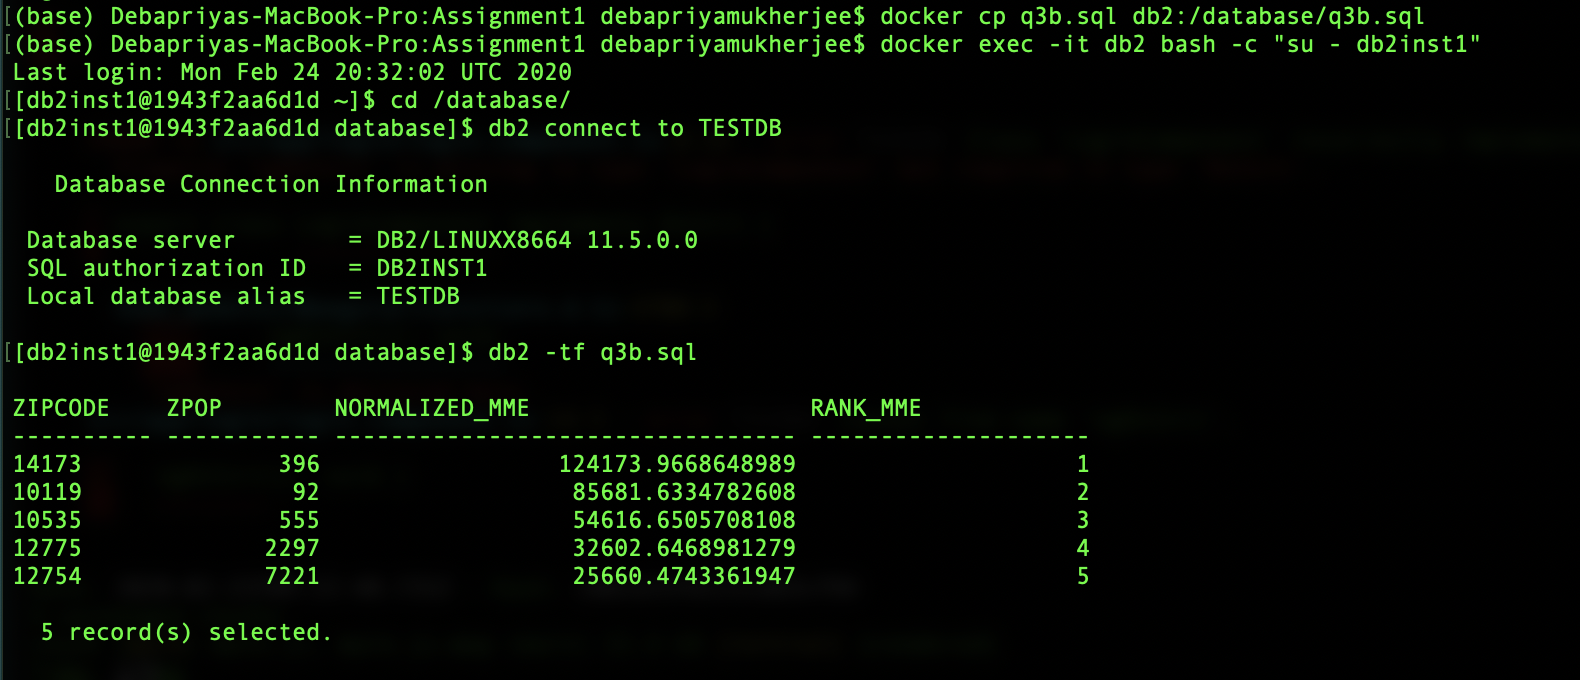 [(base) Debapriyas-MacBook-Pro:Assignment1 debapriyamukherjee$ docker cp q3b.sql db2:/database/q3b.sql
[(base) Debapriyas-MacBook-Pro:Assignment1 debapriyamukherjee$ docker exec -it db2 bash -c "su - db2inst1"
Last login: Mon Feb 24 20:32:02 UTC 2020
[[db2inst1@1943f2aa6d1d ~]$ cd /database/
[[db2inst1@1943f2aa6d1d database]$ db2 connect to TESTDB
Database Connection Information
Database server = DB2/LINUXX8664 11.5.0.0
SQL authorization ID = DB2INST1
Local database alias = TESTDB
[[db2inst1@1943f2aa6d1d database]$ db2 -tf q3b.sql
ZIPCODE ZPOP NORMALIZED_MME RANK_MME
---------- ----------- --------------------------------- --------------------
14173 396 124173.9668648989 1
10119 92 85681.6334782608 2
10535 555 54616.6505708108 3
12775 2297 32602.6468981279 4
12754 7221 25660.4743361947 5
5 record(s) selected.